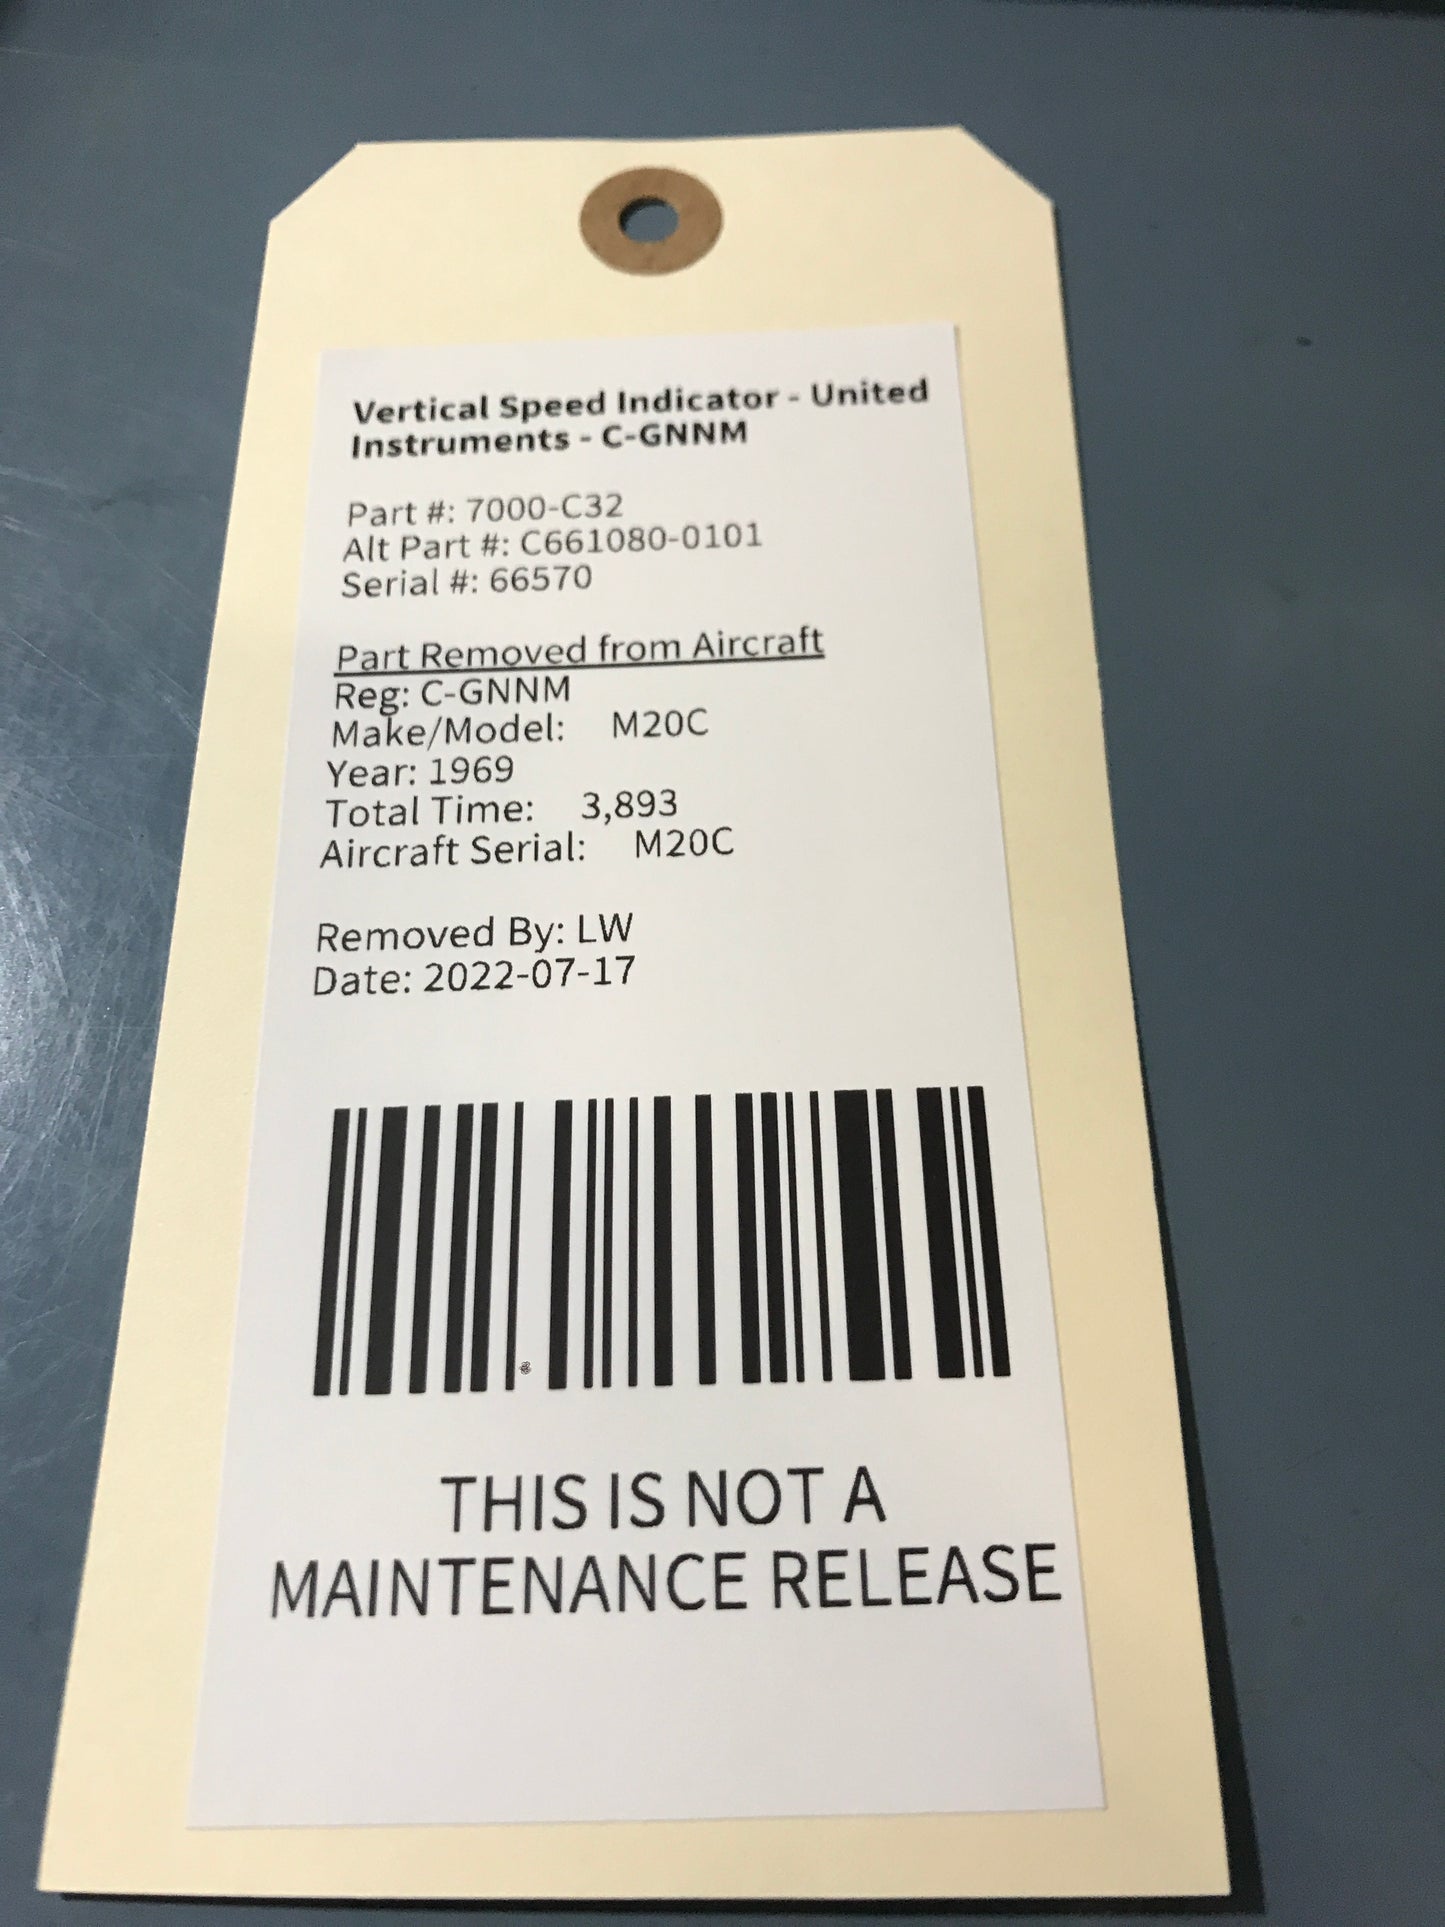 Vertical Speed Indicator - United
Instruments - C-GNNM
Part #: 7000-C32
Alt Part #: C661080-0101
Serial #: 66570
Part Removed from Aircraft
Reg: C-GNNM
Make/Model: M20C
Year: 1969
Total Time: 3,893
Aircraft Serial: M20C
Removed By: LW
Date: 2022-07-17
THIS IS NOT A
MAINTENANCE RELEASE